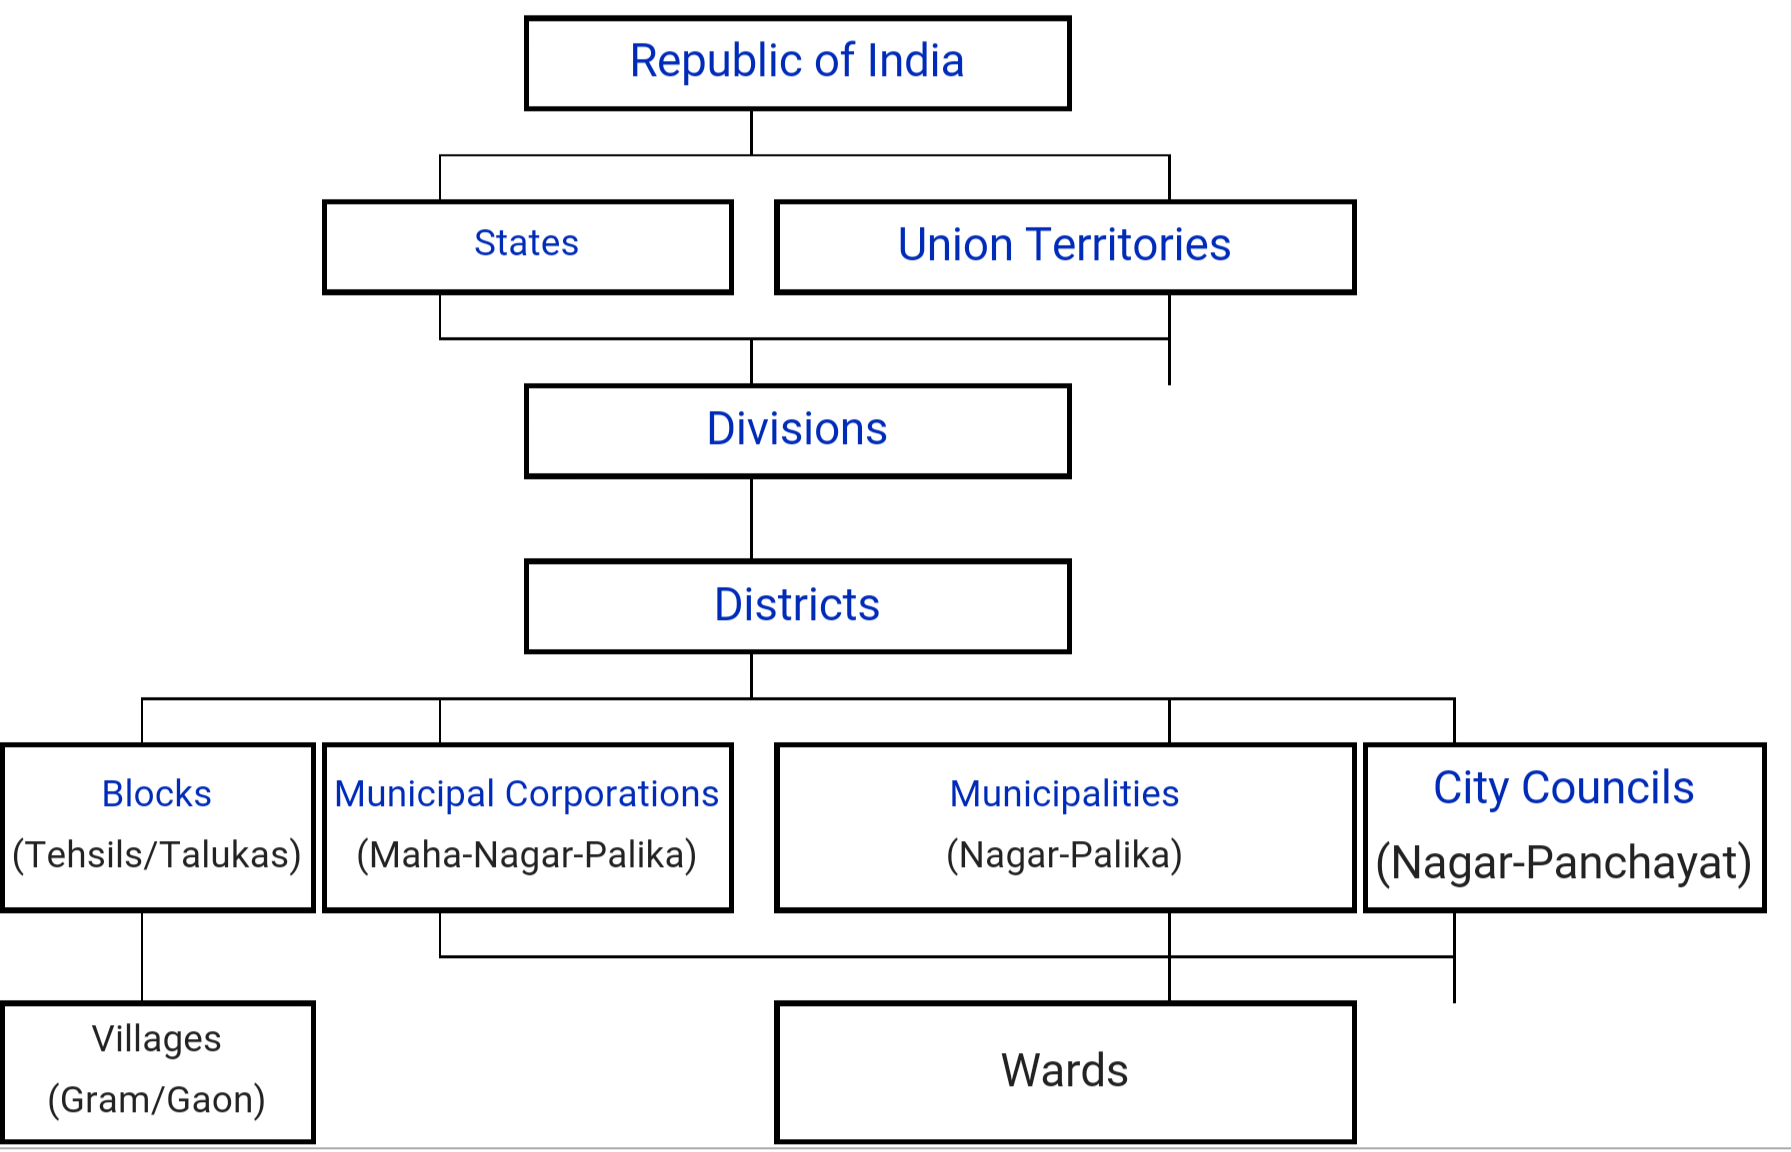 Republic of India
States
Union Territories
Divisions
Districts
Blocks
(Tehsils/Talukas)
Municipal Corporations
(Maha-Nagar-Palika)
Municipalities
(Nagar-Palika)
City Councils
(Nagar-Panchayat)
Villages
(Gram/Gaon)
Wards